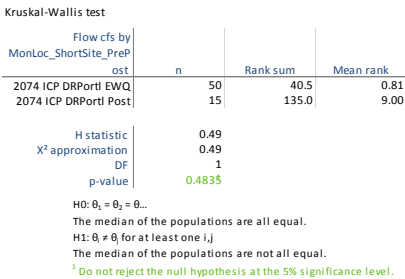 Kruskal-Wallis test
Flow cfs by
MonLoc_ShortSite_PreP
ost n Rank sum Mean rank
2074 ICP DRPortl EWQ 50 40.5 0.81
2074 ICP DRPortl Post 15 135.0 9.00
H statistic 0.49
X² approximation 0.49
DF 1
p-value 0.4835¹
H0: θ₁ = θ₂ = θ...
The median of the populations are all equal.
H1: θᵢ ≠ θⱼ for at least one i,j
The median of the populations are not all equal.
¹ Do not reject the null hypothesis at the 5% significance level.